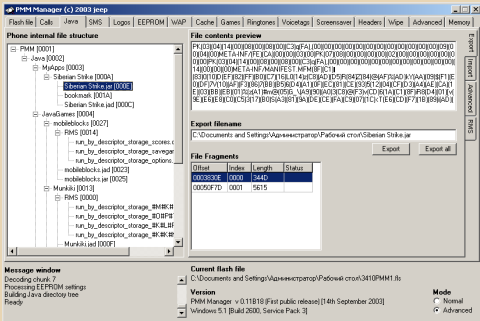 PMM Manager (c) 2003 jeep
Flash file Calls Java SMS Logos EEPROM WAP Cache Games Ringtones Voicetags Screensaver Headers Wipe Advanced Memory
Phone internal file structure
PMM [0001]
Java [0002]
MyApps [0003]
Siberian Strike [000A]
Siberian Strike.jar [000E]
bookmark [001A]
Siberian Strike.jad [000C]
JavaGames [0004]
mobileblocks [0027]
RMS [0014]
run_by_descriptor_storage_scores.
run_by_descriptor_storage_savegar
run_by_descriptor_storage_options.
mobileblocks.jad [0023]
mobileblocks.jar [0025]
Munkiki [0013]
RMS [0000]
run_by_descriptor_storage_#M#K#
run_by_descriptor_storage_#O#P#
run_by_descriptor_storage_#K#L#
run_by_descriptor_storage_#K#K#
Munkiki.jad [000F]
File contents preview
Export
Import
Advanced
RMS
Export filename
C:\Documents and Settings\Администратор\Рабочий стол\Siberian Strike.jar
Export Export all
File Fragments
Offset Index Length Status
0003830E 0000 344D
00050F7D 0001 5615
Message window
Decoding chunk 7
Processing EEPROM settings
Building Java directory tree
Ready
Current flash file
C:\Documents and Settings\Администратор\Рабочий стол\3410PMM1.fls
Version
PMM Manager v 0.11B18 (First public release) [14th September 2003]
Windows 5.1 [Build 2600, Service Pack 3]
Mode
Normal
Advanced